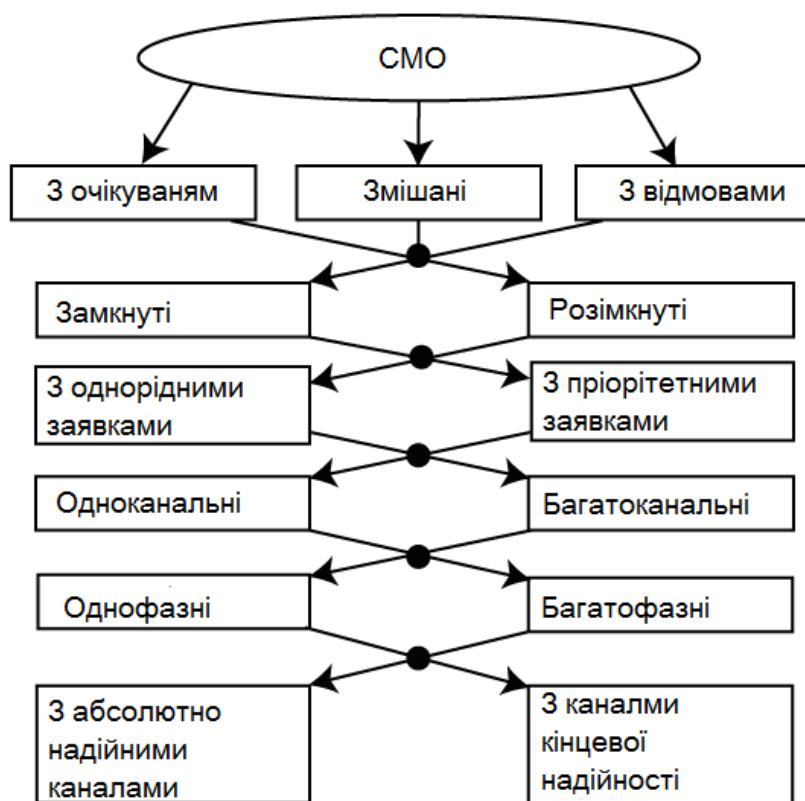 СМО
З очікуваням
Змішані
З відмовами
Замкнуті
Розімкнуті
З однорідними
заявками
З пріорітетними
заявками
Одноканальні
Багатоканальні
Однофазні
Багатофазні
З абсолютно
надійними
каналами
З каналми
кінцевої
надійності